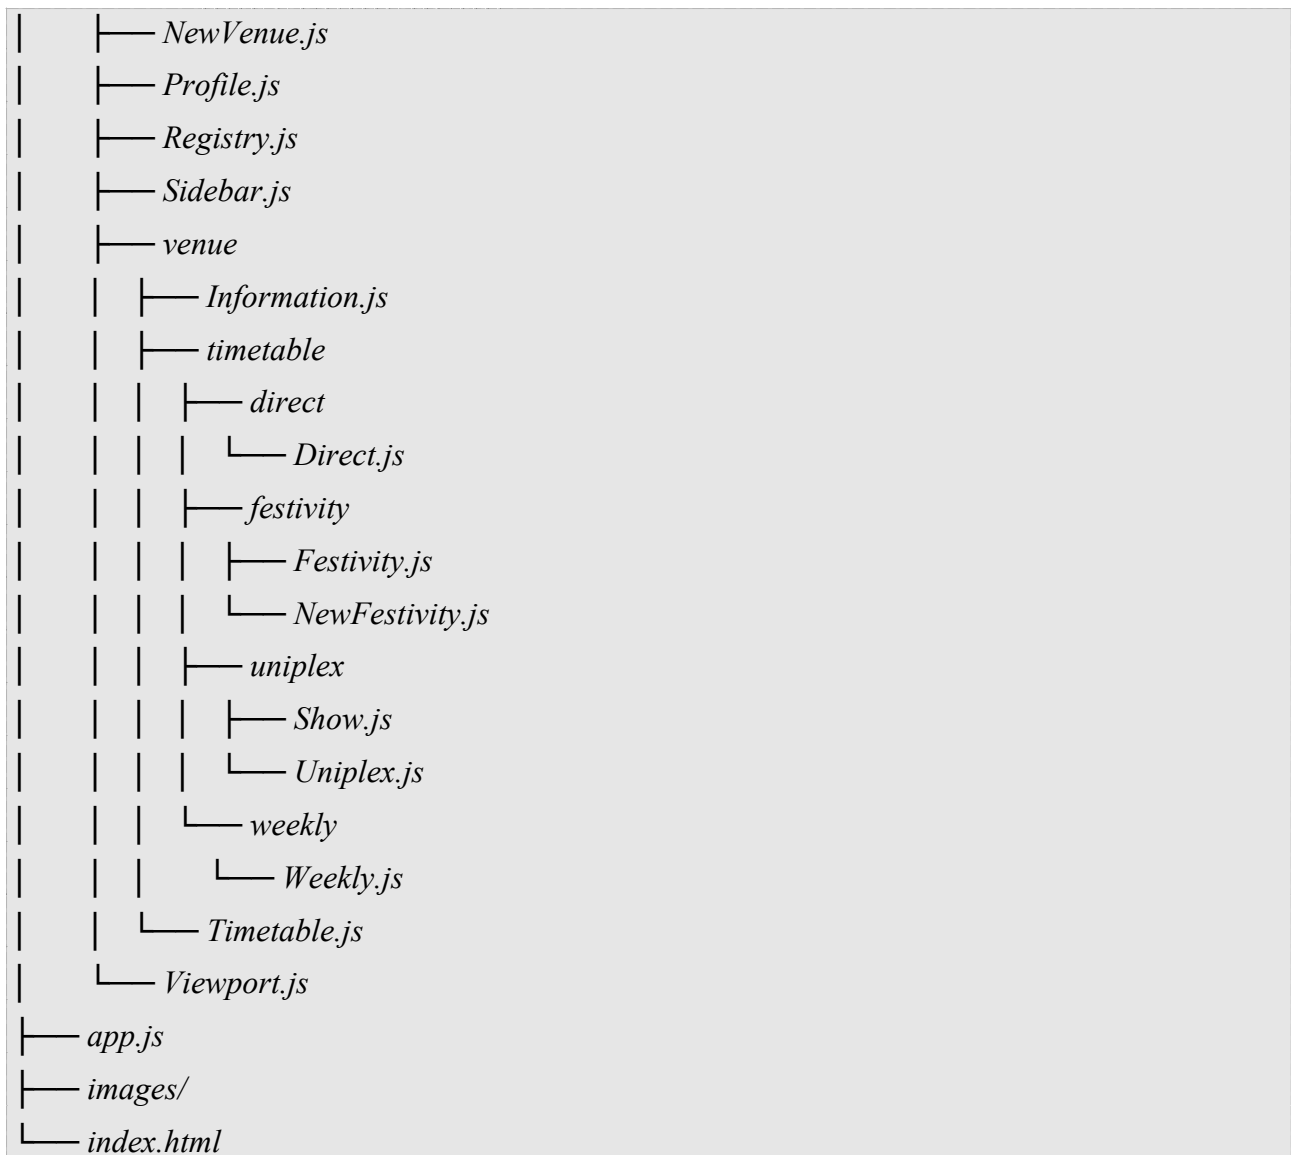 │ ├── NewVenue.js
│ ├── Profile.js
│ ├── Registry.js
│ ├── Sidebar.js
│ ├── venue
│ │ ├── Information.js
│ │ ├── timetable
│ │ │ ├── direct
│ │ │ │ └── Direct.js
│ │ │ ├── festivity
│ │ │ │ ├── Festivity.js
│ │ │ │ └── NewFestivity.js
│ │ │ ├── uniplex
│ │ │ │ ├── Show.js
│ │ │ │ └── Uniplex.js
│ │ │ └── weekly
│ │ │ └── Weekly.js
│ │ └── Timetable.js
│ └── Viewport.js
├── app.js
├── images/
└── index.html